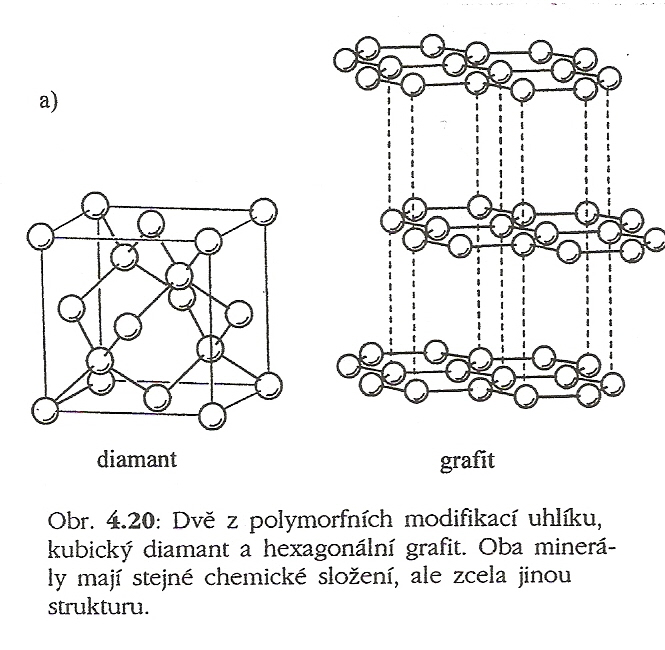 a)
diamant
grafit
Obr. 4.20: Dvě z polymorfních modifikací uhlíku,
kubický diamant a hexagonální grafit. Oba minerá-
ly mají stejné chemické složení, ale zcela jinou
strukturu.